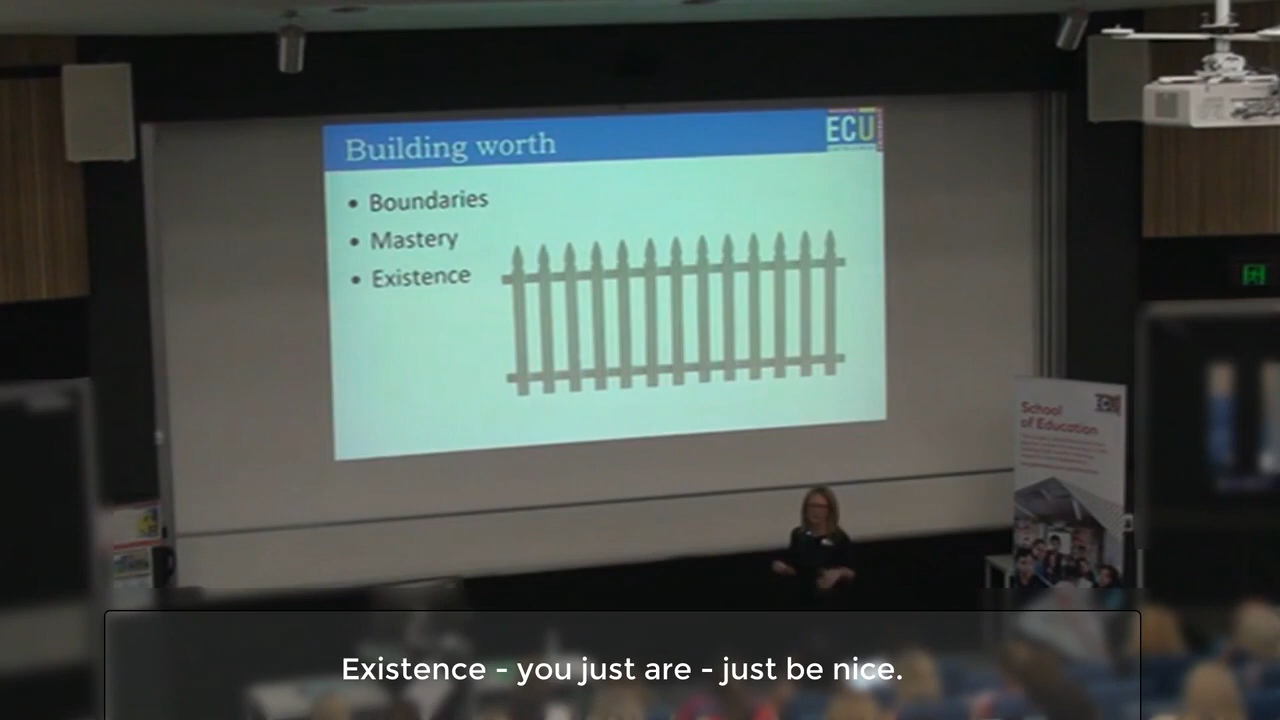 Building worth
ECU
• Boundaries
• Mastery
• Existence
School
of Education
Existence - you just are - just be nice.